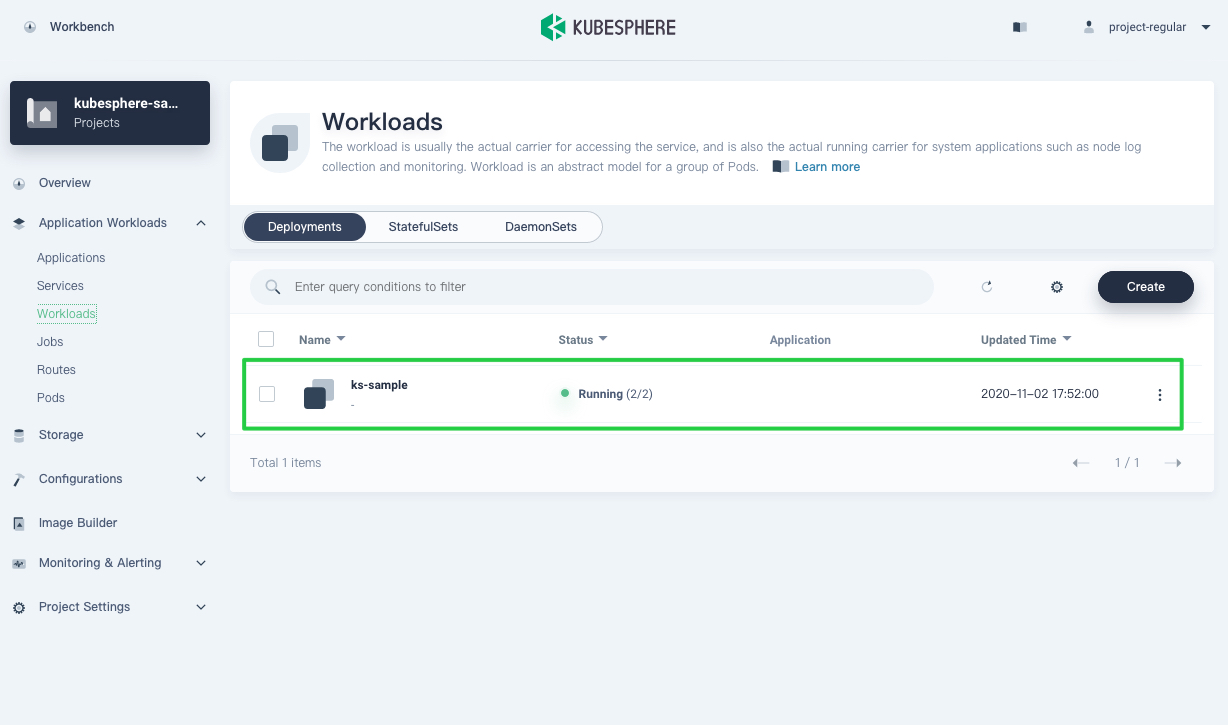 Workbench
KUBESPHERE
project-regular
kubesphere-sa...
Projects
Overview
Application Workloads
Applications
Services
Workloads
Jobs
Routes
Pods
Storage
Configurations
Image Builder
Monitoring & Alerting
Project Settings
Workloads
The workload is usually the actual carrier for accessing the service, and is also the actual running carrier for system applications such as node log
collection and monitoring. Workload is an abstract model for a group of Pods. Learn more
Deployments StatefulSets DaemonSets
Enter query conditions to filter
Create
Name Status Application Updated Time
ks-sample
-
Running (2/2)
2020-11-02 17:52:00
Total 1 items
1 / 1